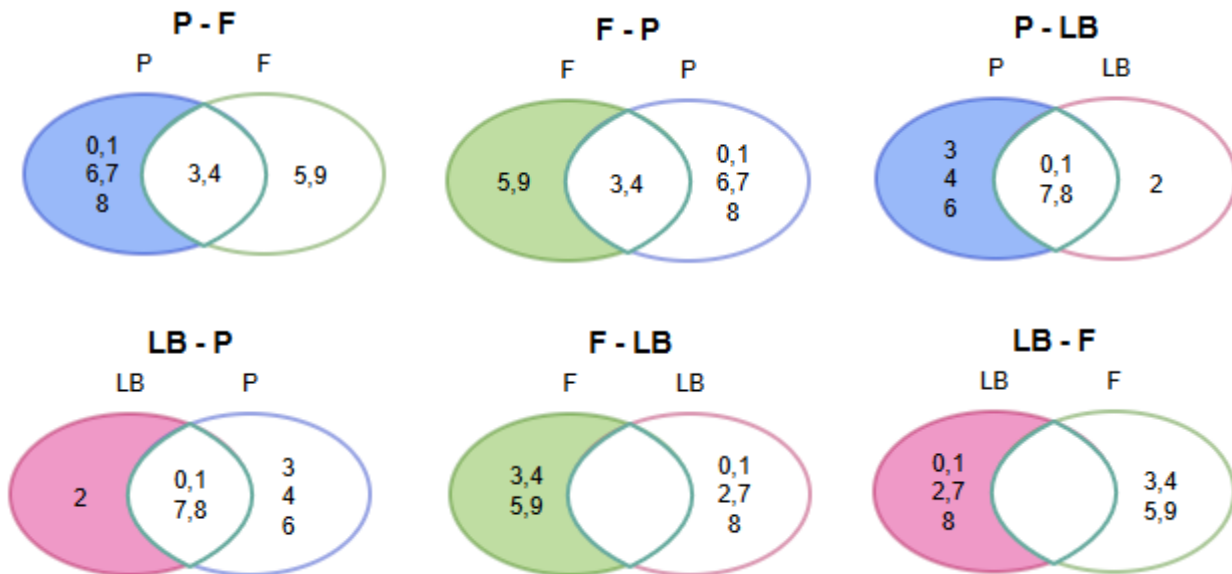 P - F
P F
0,1
6,7
8
3,4
5,9
F - P
F P
5,9
3,4
0,1
6,7
8
P - LB
P LB
3
4
6
0,1
7,8
2
LB - P
LB P
2
0,1
7,8
3
4
6
F - LB
F LB
3,4
5,9
0,1
2,7
8
LB - F
LB F
0,1
2,7
8
3,4
5,9